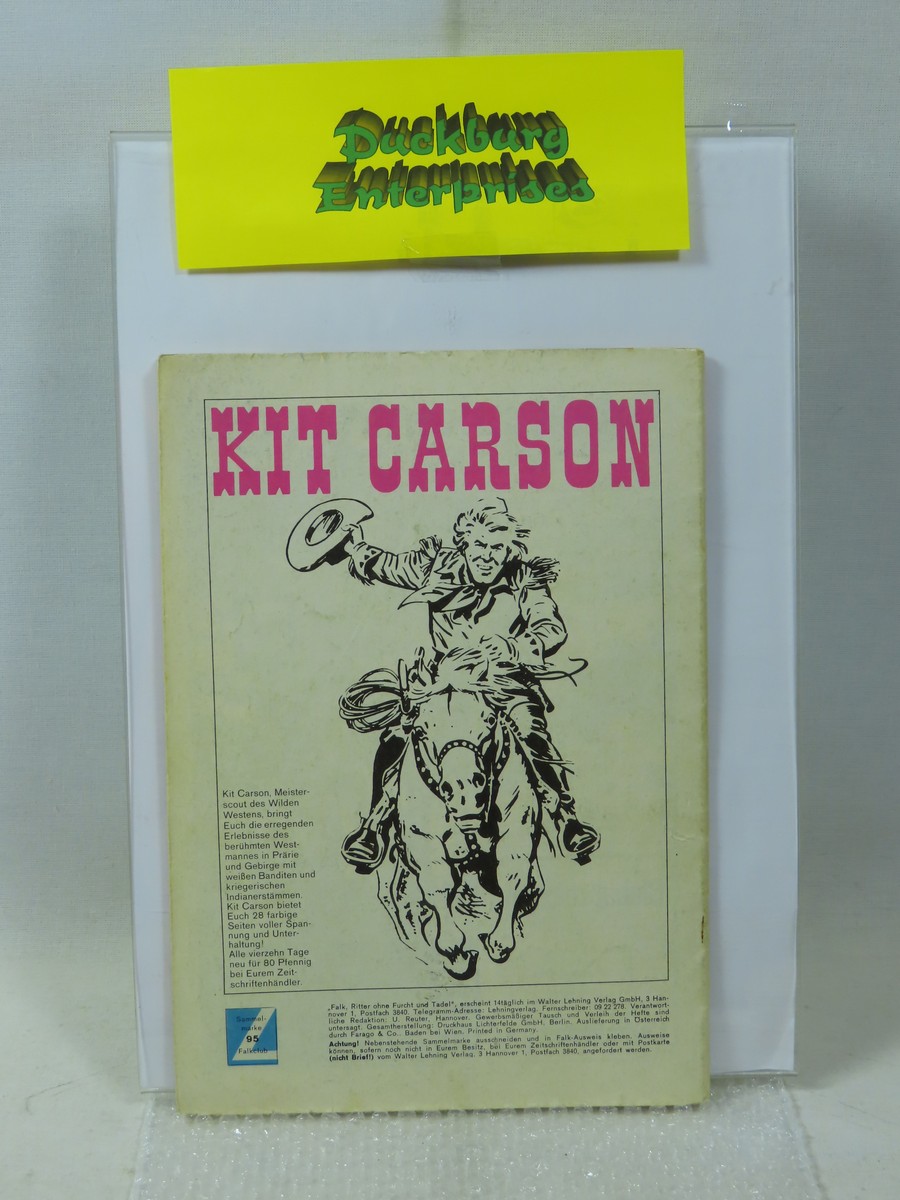 Duckburg
Enterprises
KIT CARSON
Kit Carson, Meister-
scout des Wilden
Westens, bringt
Euch die erregenden
Erlebnisse des
berühmten West-
mannes in Prärie
und Gebirge mit
weißen Banditen und
kriegerischen
Indianerstämmen.
Kit Carson bietet
Euch 28 farbige
Seiten voller Span-
nung und Unter-
haltung!
Alle vierzehn Tage
neu für 80 Pfennig
bei Eurem Zeit-
schriftenhändler.
Sammel-
marke
95
Falkclub
„Falk, Ritter ohne Furcht und Tadel", erscheint 14täglich im Walter Lehning Verlag GmbH, 3 Han-
nover 1, Postfach 3840. Telegramm-Adresse: Lehningverlag. Fernschreiber: 09 22 278. Verantwort-
liche Redaktion: U. Reuter, Hannover. Gewerbsmäßiger Tausch und Verleih der Hefte sind
untersagt. Gesamtherstellung: Druckhaus Lichterfelde GmbH, Berlin. Auslieferung in Österreich
durch Farago & Co., Baden bei Wien. Printed in Germany.
Achtung! Nebenstehende Sammelmarke ausschneiden und in Falk-Ausweis kleben. Ausweise
können, sofern noch nicht in Eurem Besitz, bei Eurem Zeitschriftenhändler oder mit Postkarte
(nicht Brief!) vom Walter Lehning Verlag, 3 Hannover 1, Postfach 3840, angefordert werden.